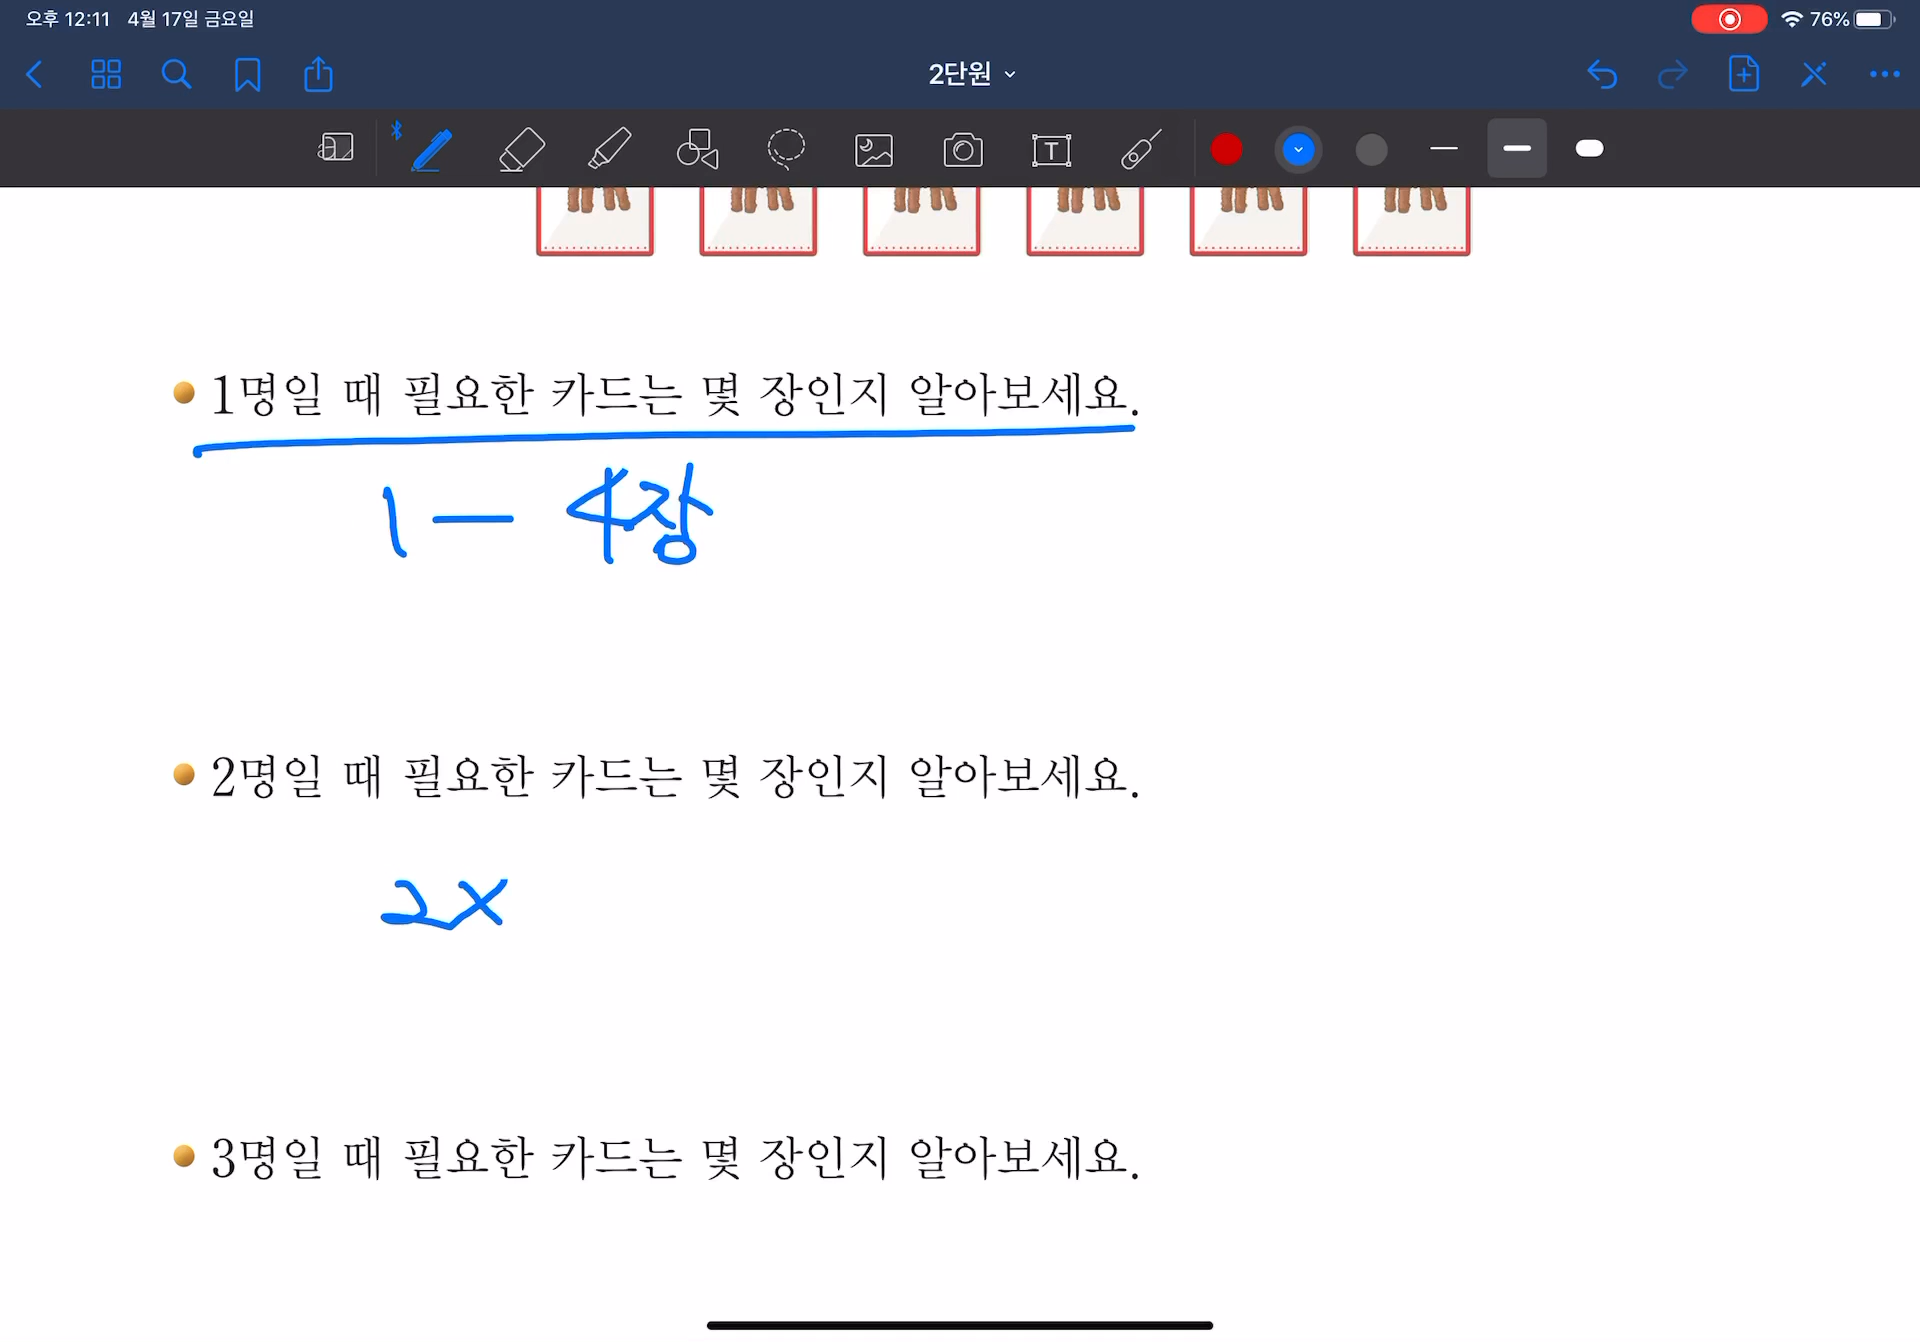 오후 12:11 4월 17일 금요일
76%
2단원
1명일 때 필요한 카드는 몇 장인지 알아보세요.
1 — 4장
2명일 때 필요한 카드는 몇 장인지 알아보세요.
2×
3명일 때 필요한 카드는 몇 장인지 알아보세요.